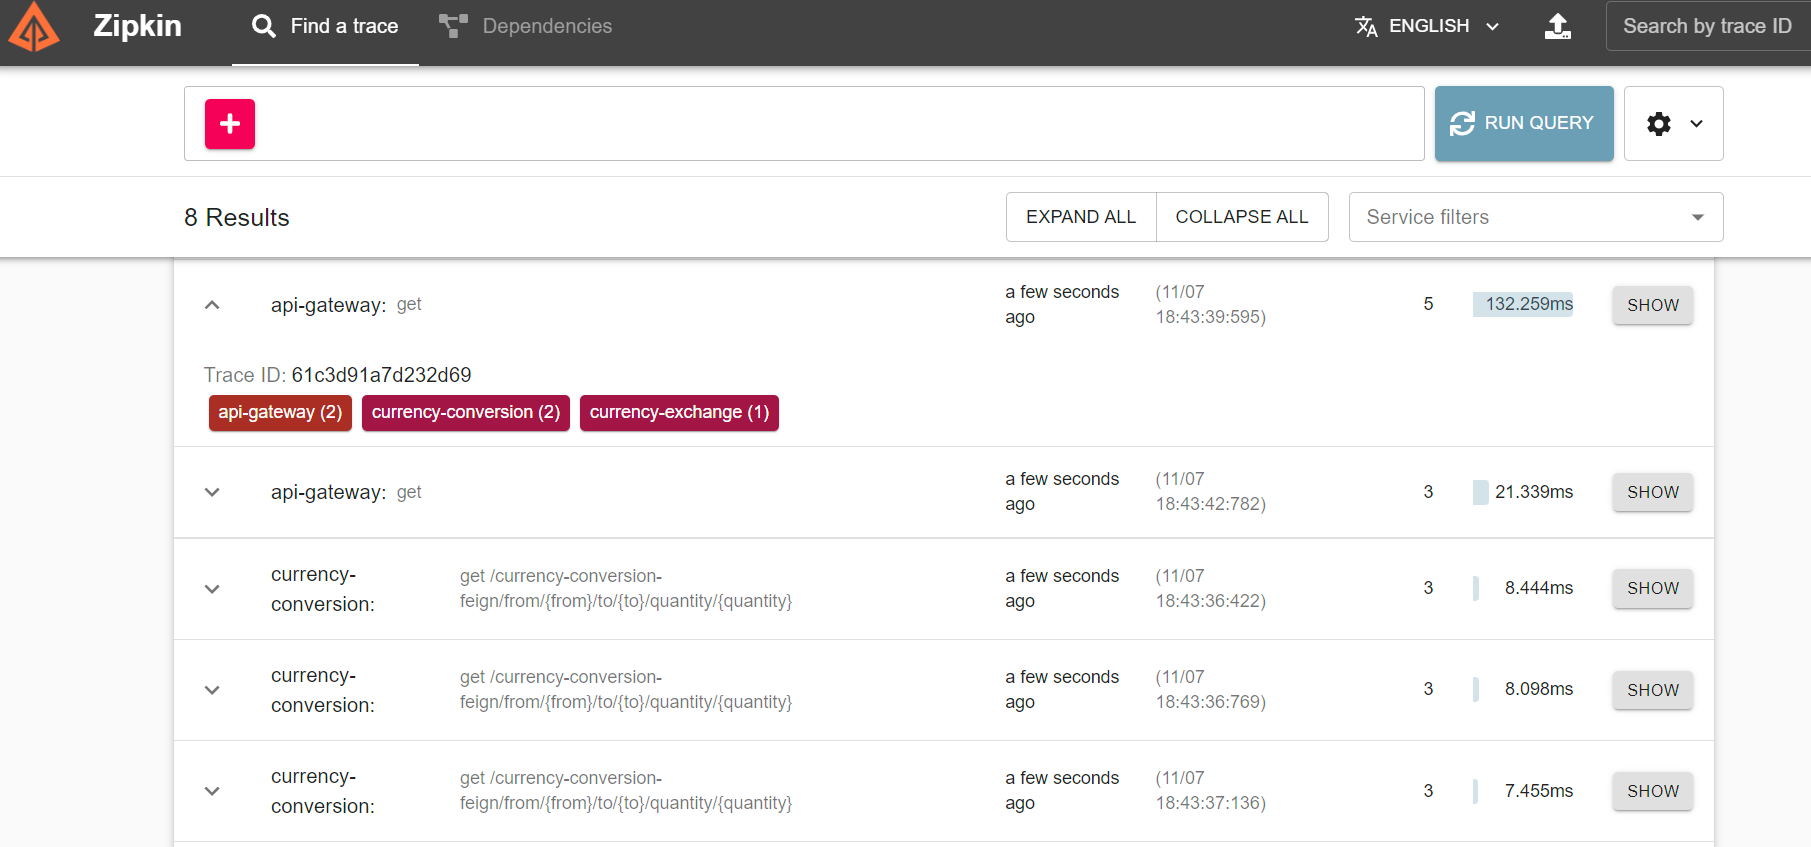 Zipkin
Find a trace
Dependencies
ENGLISH
Search by trace ID
RUN QUERY
8 Results
EXPAND ALL
COLLAPSE ALL
Service filters
api-gateway: get
a few seconds
ago
(11/07
18:43:39:595)
5
132.259ms
SHOW
Trace ID: 61c3d91a7d232d69
api-gateway (2)
currency-conversion (2)
currency-exchange (1)
api-gateway: get
a few seconds
ago
(11/07
18:43:42:782)
3
21.339ms
SHOW
currency-
conversion:
get /currency-conversion-
feign/from/{from}/to/{to}/quantity/{quantity}
a few seconds
ago
(11/07
18:43:36:422)
3
8.444ms
SHOW
currency-
conversion:
get /currency-conversion-
feign/from/{from}/to/{to}/quantity/{quantity}
a few seconds
ago
(11/07
18:43:36:769)
3
8.098ms
SHOW
currency-
conversion:
get /currency-conversion-
feign/from/{from}/to/{to}/quantity/{quantity}
a few seconds
ago
(11/07
18:43:37:136)
3
7.455ms
SHOW